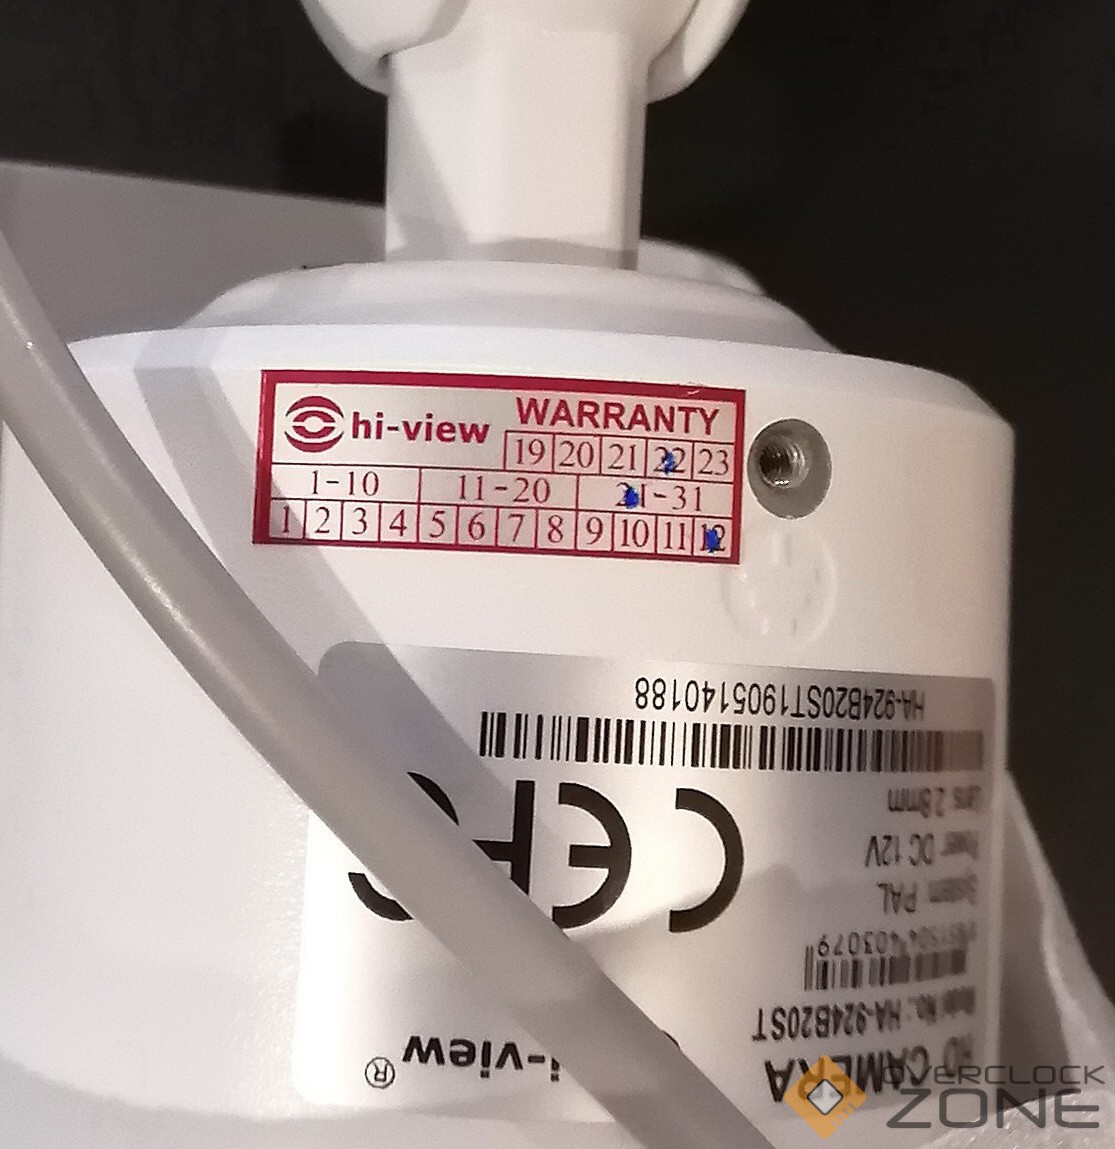 hi-view WARRANTY
19 20 21 22 23
1-10 11-20 21-31
1 2 3 4 5 6 7 8 9 10 11 12
HD CAMERA
Model No.: HA-924B20ST
System: PAL
Power: DC 12V
Lens: 2.8mm
HA-924B20ST1905140188
i-view®
CE FC
OVERCLOCK
ZONE